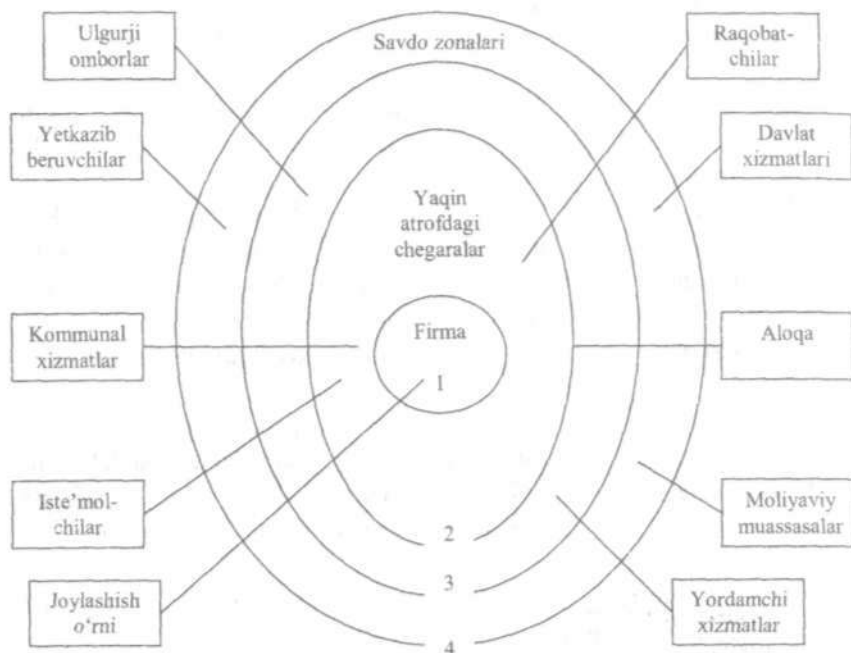 Ulgurji
omborlar
Savdo zonalari
Raqobat-
chilar
Yetkazib
beruvchilar
Davlat
xizmatlari
Yaqin
atrofdagi
chegaralar
Kommunal
xizmatlar
Firma
1
Aloqa
Iste’mol-
chilar
Moliyaviy
muassasalar
2
3
4
Joylashish
o‘rni
Yordamchi
xizmatlar